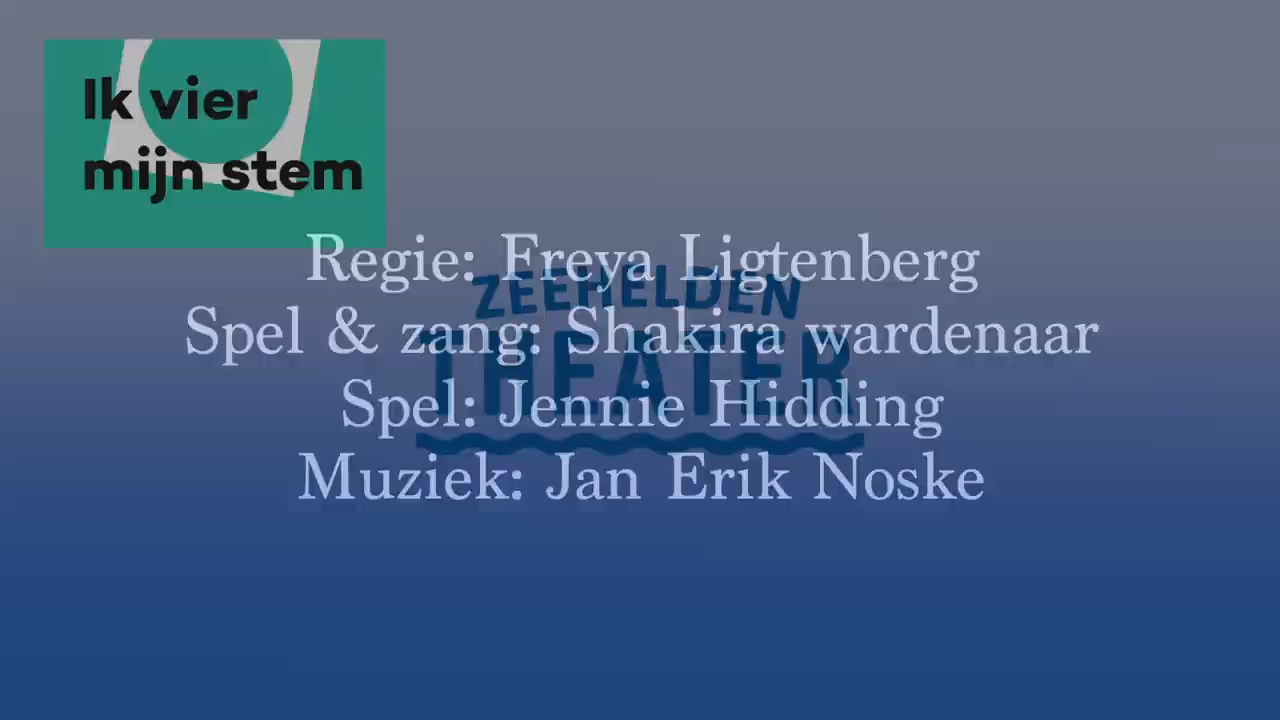 Ik vier
mijn stem
Regie: Freya Ligtenberg
ZEEHELDEN
Spel & zang: Shakira wardenaar
THEATER
Spel: Jennie Hidding
Muziek: Jan Erik Noske